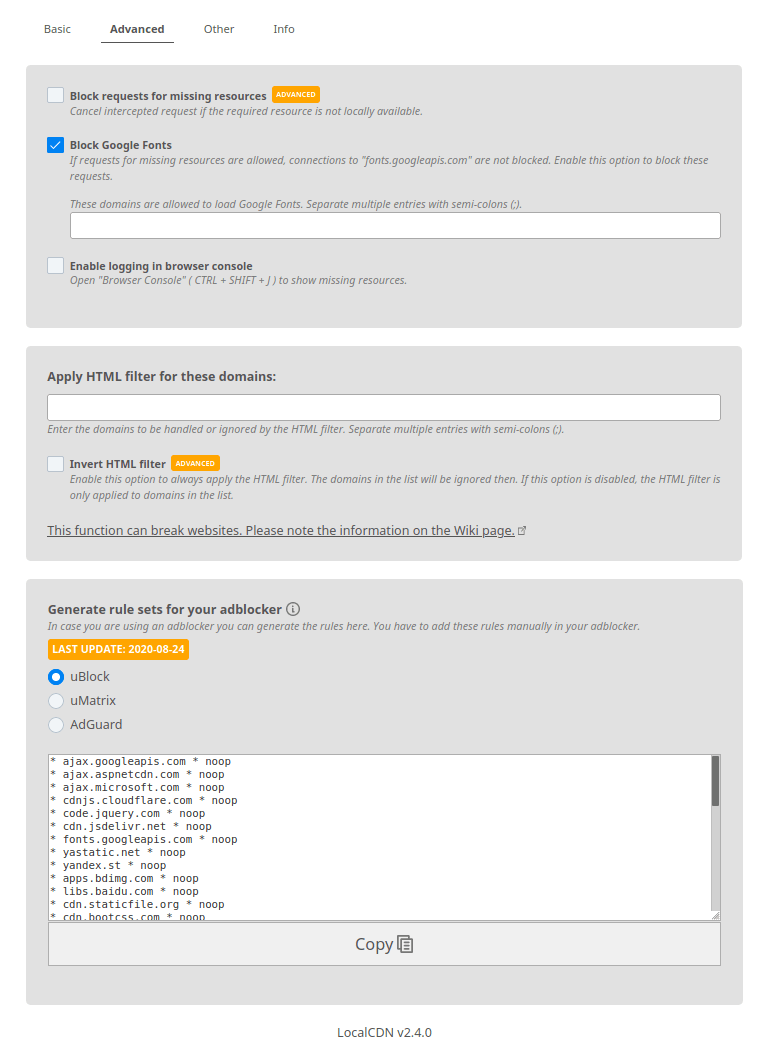 Basic Advanced Other Info
Block requests for missing resources ADVANCED
Cancel intercepted request if the required resource is not locally available.
Block Google Fonts
If requests for missing resources are allowed, connections to "fonts.googleapis.com" are not blocked. Enable this option to block these
requests.
These domains are allowed to load Google Fonts. Separate multiple entries with semi-colons (;).
Enable logging in browser console
Open "Browser Console" ( CTRL + SHIFT + J ) to show missing resources.
Apply HTML filter for these domains:
Enter the domains to be handled or ignored by the HTML filter. Separate multiple entries with semi-colons (;).
Invert HTML filter ADVANCED
Enable this option to always apply the HTML filter. The domains in the list will be ignored then. If this option is disabled, the HTML filter is
only applied to domains in the list.
This function can break websites. Please note the information on the Wiki page.
Generate rule sets for your adblocker
In case you are using an adblocker you can generate the rules here. You have to add these rules manually in your adblocker.
LAST UPDATE: 2020-08-24
uBlock
uMatrix
AdGuard
* ajax.googleapis.com * noop
* ajax.aspnetcdn.com * noop
* ajax.microsoft.com * noop
* cdnjs.cloudflare.com * noop
* code.jquery.com * noop
* cdn.jsdelivr.net * noop
* fonts.googleapis.com * noop
* yastatic.net * noop
* yandex.st * noop
* apps.bdimg.com * noop
* libs.baidu.com * noop
* cdn.staticfile.org * noop
* cdn.bootcss.com * noop
Copy
LocalCDN v2.4.0